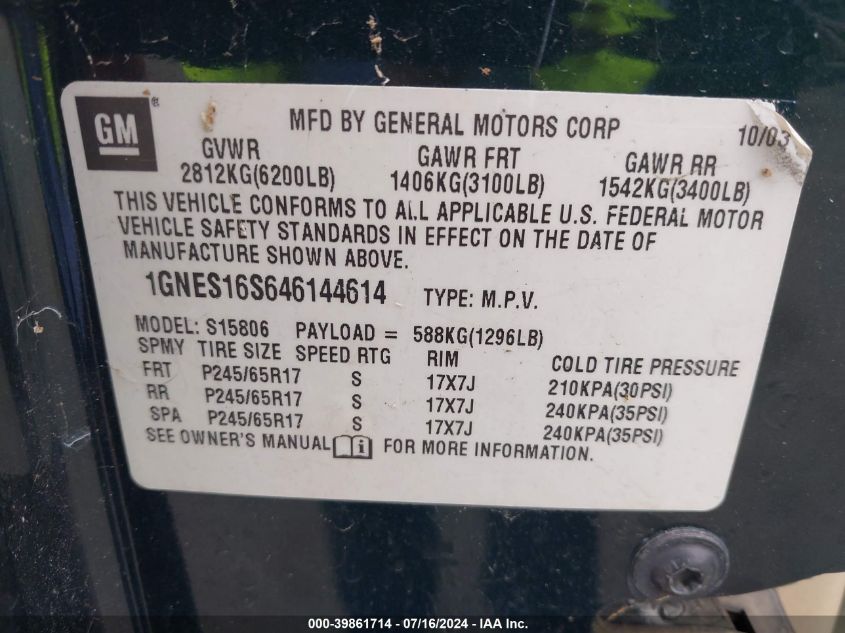 GM ®
MFD BY GENERAL MOTORS CORP 10/03
GVWR GAWR FRT GAWR RR
2812KG(6200LB) 1406KG(3100LB) 1542KG(3400LB)
THIS VEHICLE CONFORMS TO ALL APPLICABLE U.S. FEDERAL MOTOR
VEHICLE SAFETY STANDARDS IN EFFECT ON THE DATE OF
MANUFACTURE SHOWN ABOVE.
1GNES16S646144614 TYPE: M.P.V.
MODEL: S15806 PAYLOAD = 588KG(1296LB)
SPMY TIRE SIZE SPEED RTG RIM COLD TIRE PRESSURE
FRT P245/65R17 S 17X7J 210KPA(30PSI)
RR P245/65R17 S 17X7J 240KPA(35PSI)
SPA P245/65R17 S 17X7J 240KPA(35PSI)
SEE OWNER'S MANUAL i FOR MORE INFORMATION.
000-39861714 / 07/16/2024 - IAA Inc.